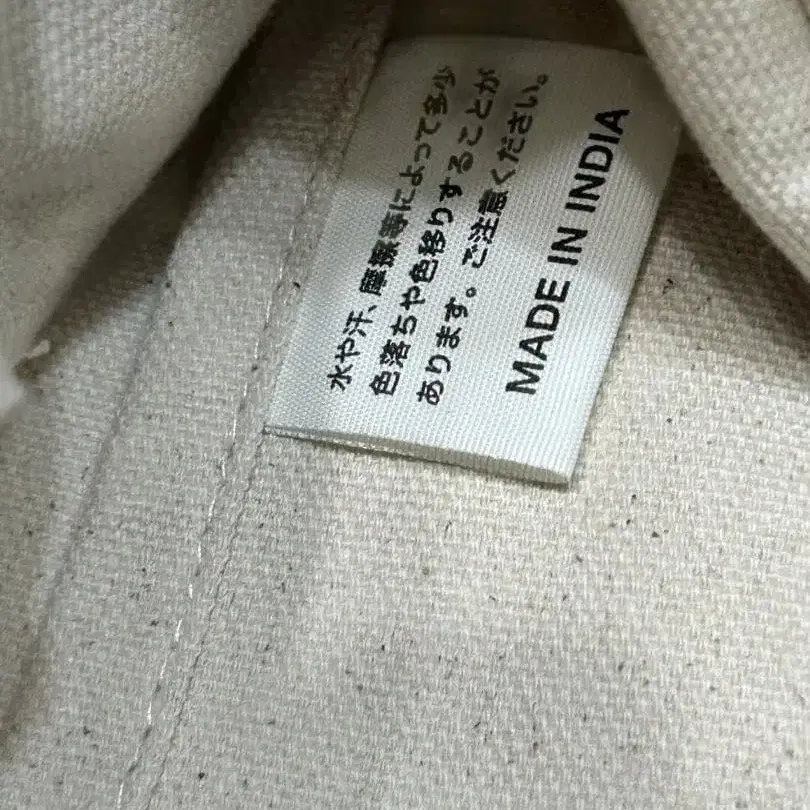 水や汗、摩擦等によって多少
色落ちや色移りすることが
あります。ご注意ください。
MADE IN INDIA